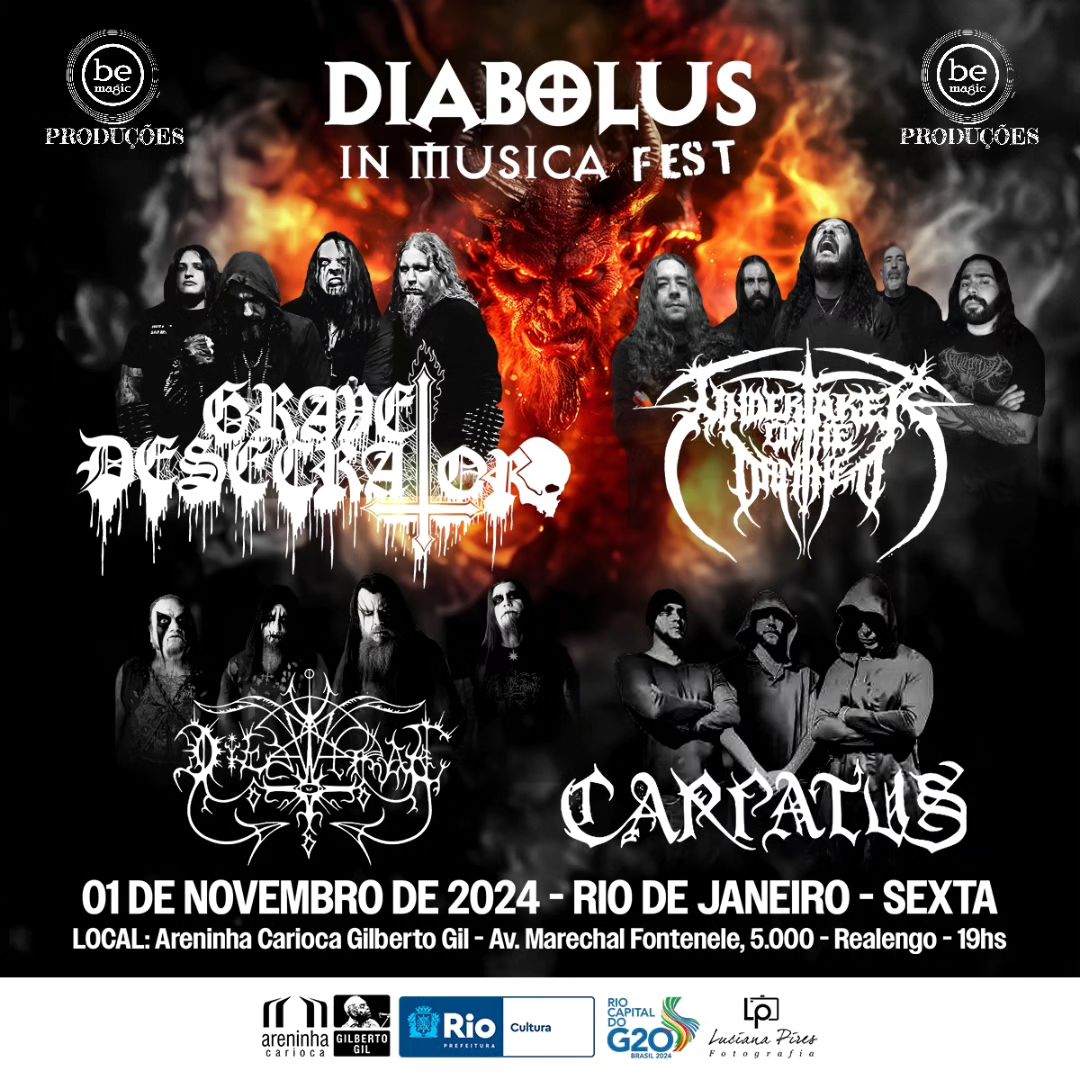 be
magic
PRODUÇÕES
be
magic
PRODUÇÕES
DIABOLUS
IN MUSICA FEST
GRAVE
DESECRATOR
UNDERTAKER
OF THE
DAMNED
CARPATUS
01 DE NOVEMBRO DE 2024 - RIO DE JANEIRO - SEXTA
LOCAL: Areninha Carioca Gilberto Gil - Av. Marechal Fontenele, 5.000 - Realengo - 19hs
areninha
carioca
GILBERTO
GIL
Rio
PREFEITURA
Cultura
RIO
CAPITAL
DO
G20
BRASIL 2024
LP
Luciana Pires
Fotografia